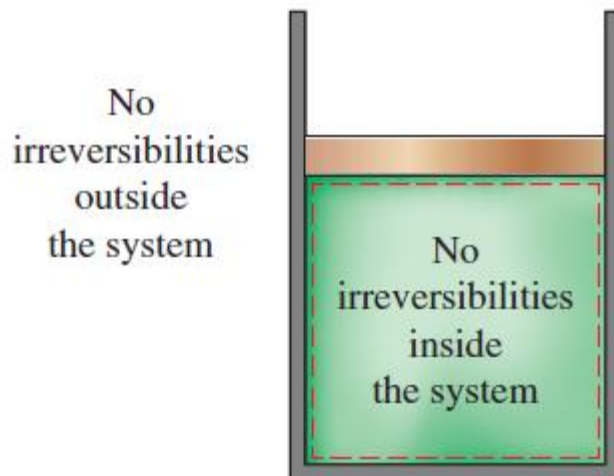 No
irreversibilities
outside
the system
No
irreversibilities
inside
the system